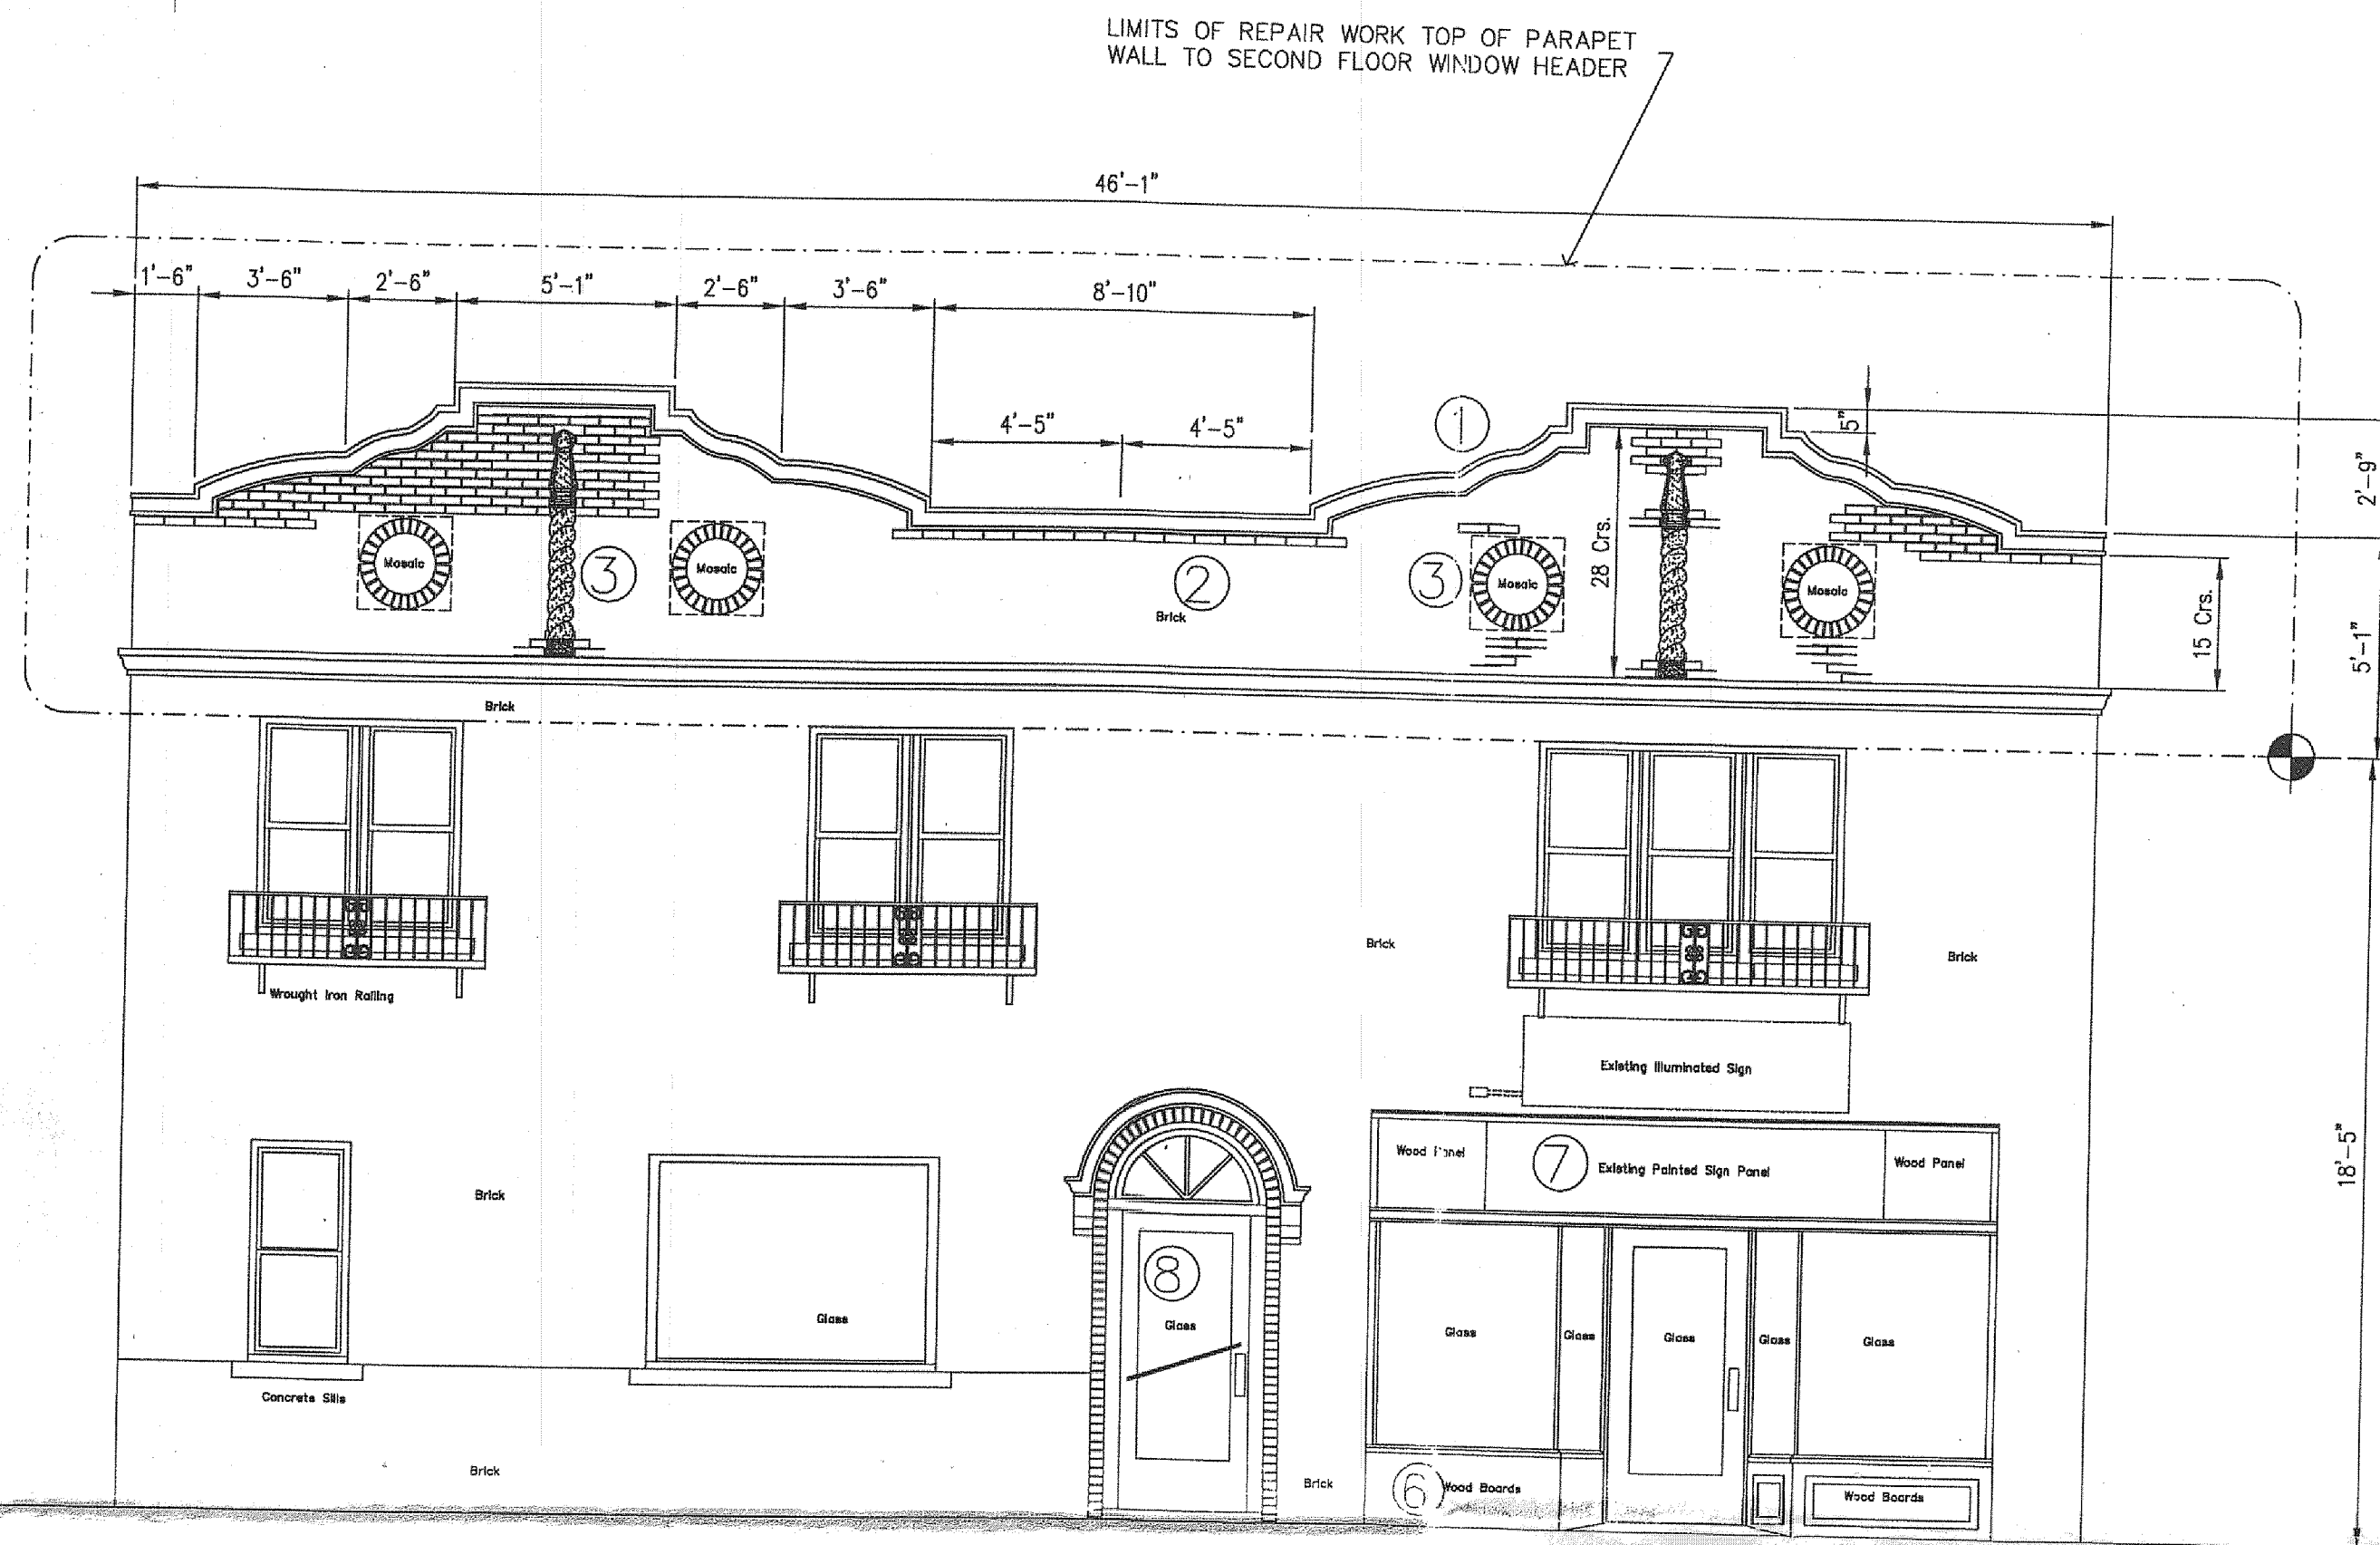 LIMITS OF REPAIR WORK TOP OF PARAPET
WALL TO SECOND FLOOR WINDOW HEADER
46'-1"
1'-6" 3'-6" 2'-6" 5'-1" 2'-6" 3'-6" 8'-10"
4'-5" 4'-5"
1
5"
2'-9"
Mosaic 3 Mosaic 2 3 Mosaic 28 Crs. Mosaic
Brick
15 Crs.
5'-1"
Brick
Brick
Brick
Wrought Iron Railing
Existing Illuminated Sign
Wood
7
Existing Painted Sign Panel
Wood Panel
18'-5"
Brick
8
Glass
Glass
Glass
Glass
Glass
Glass
Glass
Concrete Sills
Brick
Brick
6
Wood Boards
Wood Boards